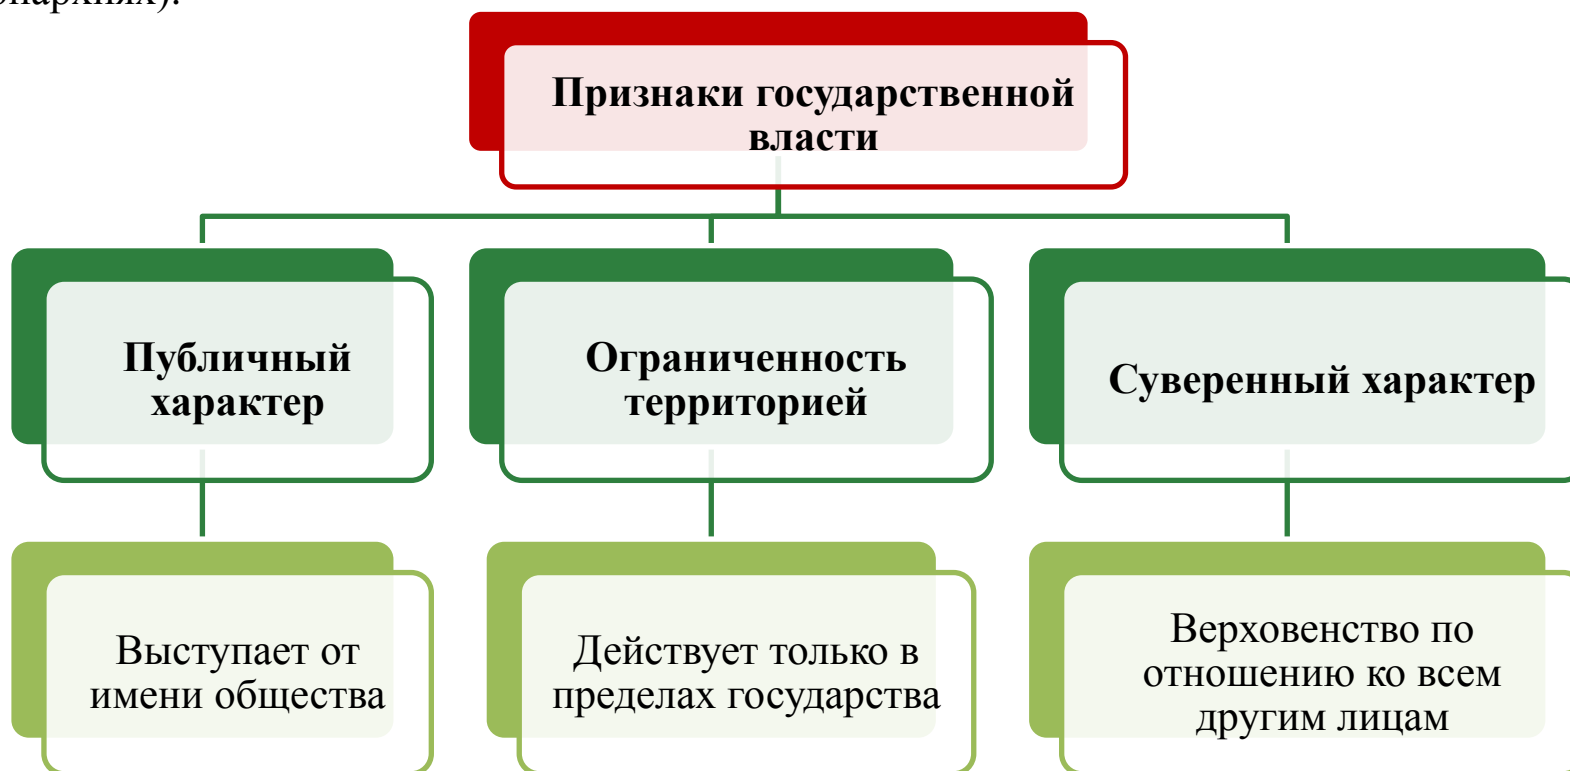 Признаки государственной
власти
Публичный
характер
Ограниченность
территорией
Суверенный характер
Выступает от
имени общества
Действует только в
пределах государства
Верховенство по
отношению ко всем
другим лицам